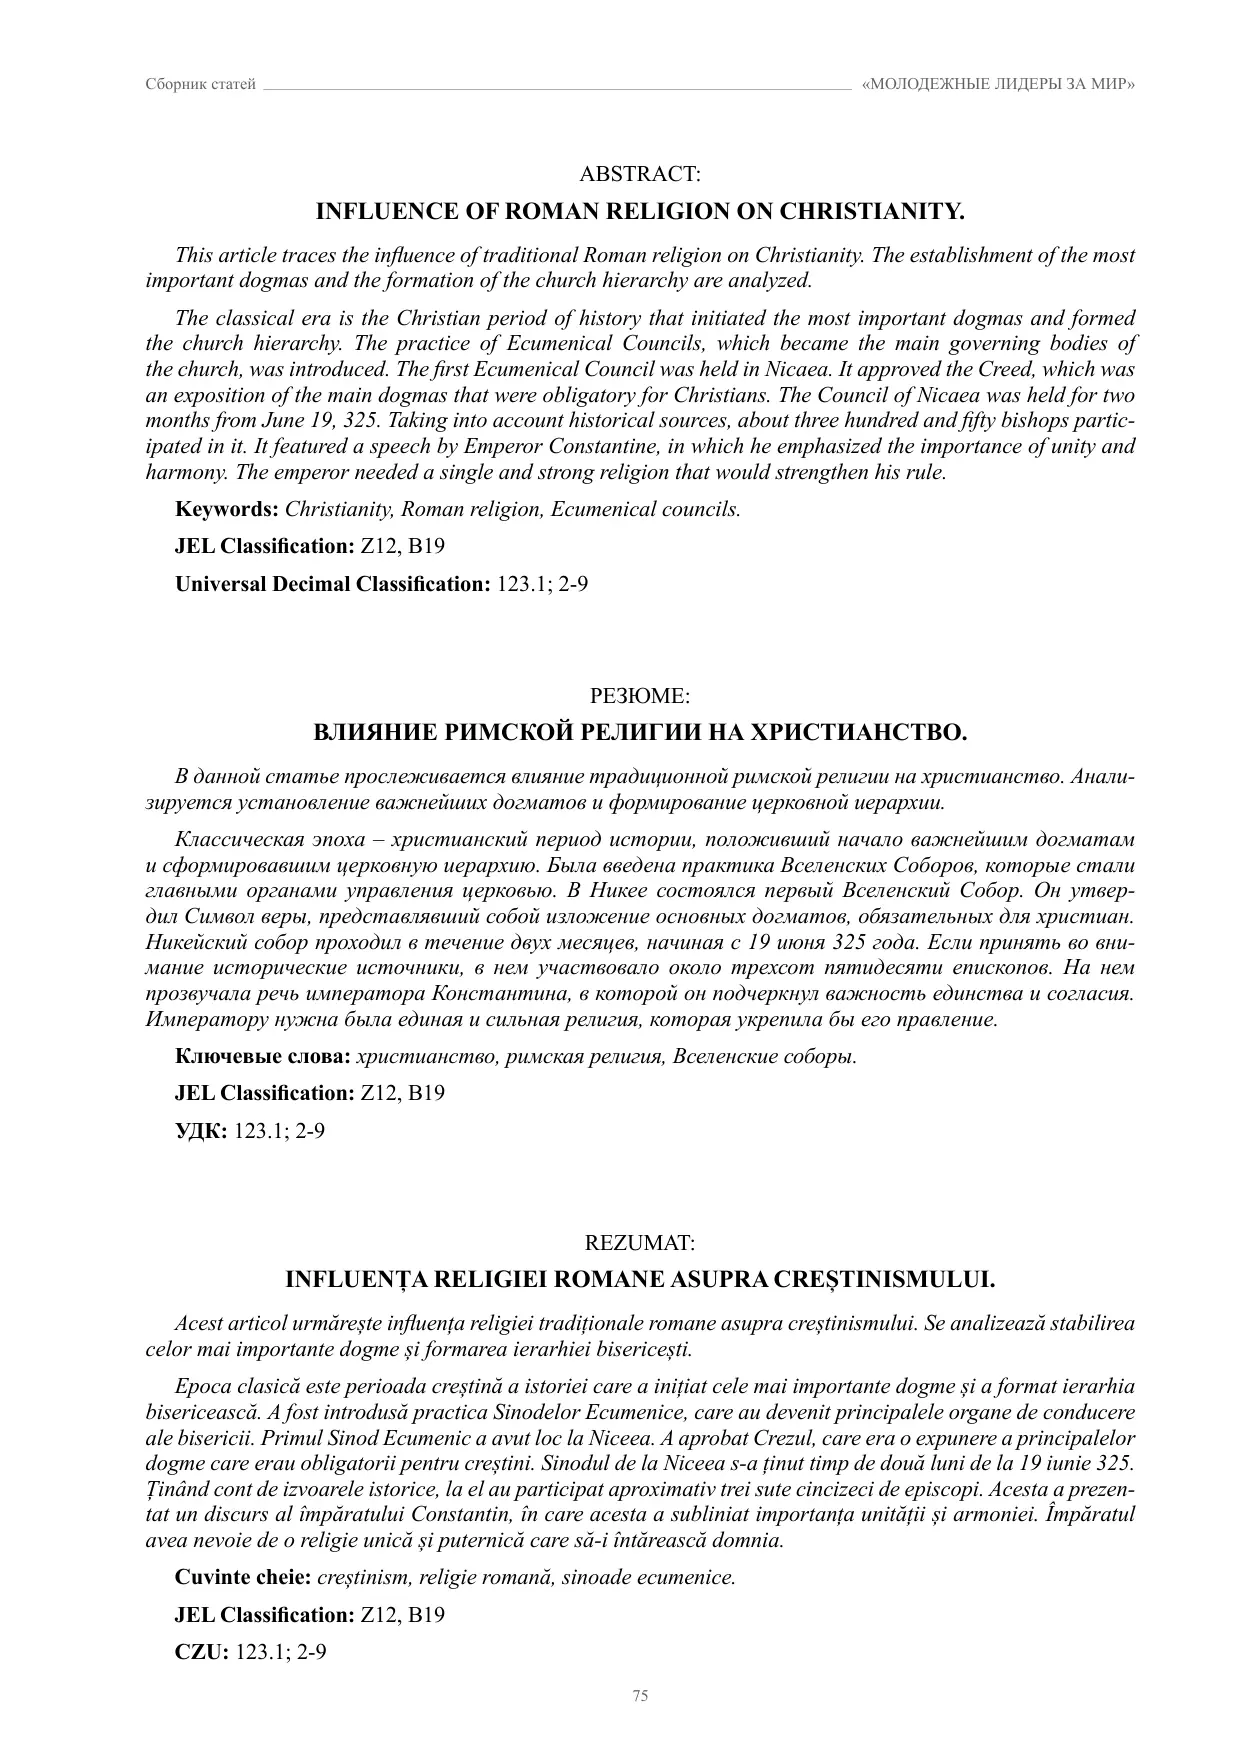 Сборник статей «МОЛОДЕЖНЫЕ ЛИДЕРЫ ЗА МИР»
ABSTRACT:
INFLUENCE OF ROMAN RELIGION ON CHRISTIANITY.
This article traces the influence of traditional Roman religion on Christianity. The establishment of the most
important dogmas and the formation of the church hierarchy are analyzed.
The classical era is the Christian period of history that initiated the most important dogmas and formed
the church hierarchy. The practice of Ecumenical Councils, which became the main governing bodies of
the church, was introduced. The first Ecumenical Council was held in Nicaea. It approved the Creed, which was
an exposition of the main dogmas that were obligatory for Christians. The Council of Nicaea was held for two
months from June 19, 325. Taking into account historical sources, about three hundred and fifty bishops partic-
ipated in it. It featured a speech by Emperor Constantine, in which he emphasized the importance of unity and
harmony. The emperor needed a single and strong religion that would strengthen his rule.
Keywords: Christianity, Roman religion, Ecumenical councils.
JEL Classification: Z12, B19
Universal Decimal Classification: 123.1; 2-9
РЕЗЮМЕ:
ВЛИЯНИЕ РИМСКОЙ РЕЛИГИИ НА ХРИСТИАНСТВО.
В данной статье прослеживается влияние традиционной римской религии на христианство. Анали-
зируется установление важнейших догматов и формирование церковной иерархии.
Классическая эпоха – христианский период истории, положивший начало важнейшим догматам
и сформировавшим церковную иерархию. Была введена практика Вселенских Соборов, которые стали
главными органами управления церковью. В Никее состоялся первый Вселенский Собор. Он утвер-
дил Символ веры, представлявший собой изложение основных догматов, обязательных для христиан.
Никейский собор проходил в течение двух месяцев, начиная с 19 июня 325 года. Если принять во вни-
мание исторические источники, в нем участвовало около трехсот пятидесяти епископов. На нем
прозвучала речь императора Константина, в которой он подчеркнул важность единства и согласия.
Императору нужна была единая и сильная религия, которая укрепила бы его правление.
Ключевые слова: христианство, римская религия, Вселенские соборы.
JEL Classification: Z12, B19
УДК: 123.1; 2-9
REZUMAT:
INFLUENȚA RELIGIEI ROMANE ASUPRA CREȘTINISMULUI.
Acest articol urmărește influența religiei tradiționale romane asupra creștinismului. Se analizează stabilirea
celor mai importante dogme și formarea ierarhiei bisericești.
Epoca clasică este perioada creștină a istoriei care a inițiat cele mai importante dogme și a format ierarhia
bisericească. A fost introdusă practica Sinodelor Ecumenice, care au devenit principalele organe de conducere
ale bisericii. Primul Sinod Ecumenic a avut loc la Niceea. A aprobat Crezul, care era o expunere a principalelor
dogme care erau obligatorii pentru creștini. Sinodul de la Niceea s-a ținut timp de două luni de la 19 iunie 325.
Ținând cont de izvoarele istorice, la el au participat aproximativ trei sute cincizeci de episcopi. Acesta a prezen-
tat un discurs al împăratului Constantin, în care acesta a subliniat importanța unității și armoniei. Împăratul
avea nevoie de o religie unică și puternică care să-i întărească domnia.
Cuvinte cheie: creștinism, religie romană, sinoade ecumenice.
JEL Classification: Z12, B19
CZU: 123.1; 2-9
75